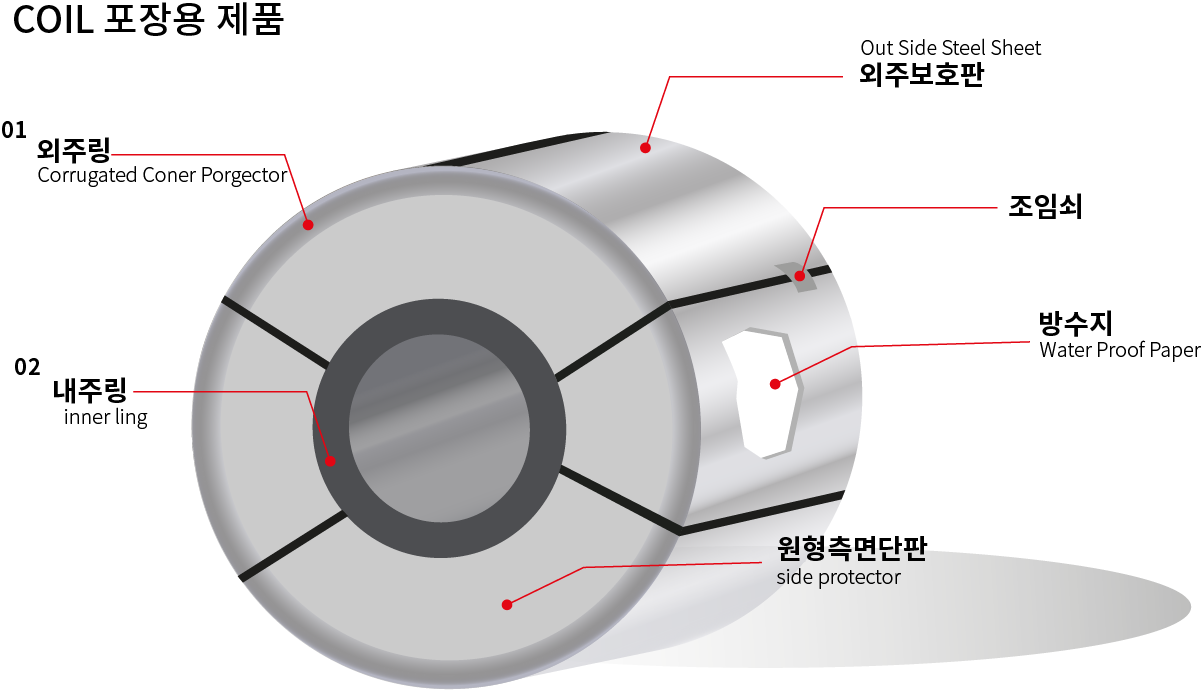 COIL 포장용 제품
Out Side Steel Sheet
외주보호판
01
외주링
Corrugated Coner Porgector
조임쇠
방수지
Water Proof Paper
02
내주링
inner ling
원형측면단판
side protector